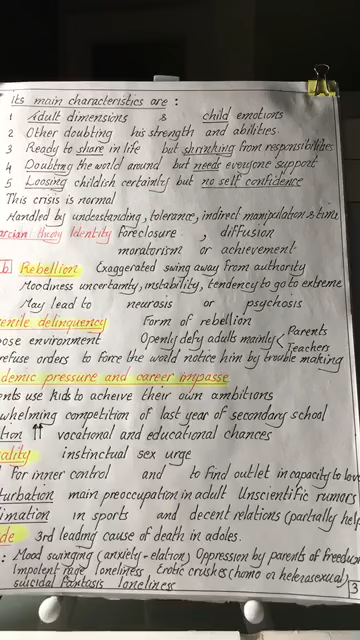 its main characteristics are :
1 Adult dimensions & child emotions
2 Other doubting his strength and abilities
3 Ready to share in life but shrinking from responsibilities
4 Doubting the world around but needs everyone support
5 Loosing childish certainty but no self confidence
This crisis is normal
Handled by understanding, tolerance, indirect manipulation & time
arcian theory Identity foreclosure , diffusion
moratorism or achievement
b) Rebellion Exaggerated swing away from authority
Moodiness uncertainty, instability, tendency to go to extreme
May lead to neurosis or psychosis
enile delinquency Form of rebellion
ose environment Openly defy adults mainly Parents
Teachers
refuse orders to force the world notice him by trouble making
demic pressure and career impasse
ents use kids to acheive their own ambitions
whelming competition of last year of secondary school
tion ↑↑ vocational and educational chances
ality instinctual sex urge
for inner control and to find outlet in capacity to love
turbation main preoccupation in adult Unscientific rumors
imation in sports and decent relations (partially help
de 3rd leading cause of death in adoles.
: Mood swinging (anxiety - elation) Oppression by parents of freedom
Impotent rage loneliness Erotic crushes (homo or heterosexual)
suicidal fantasis loneliness
3